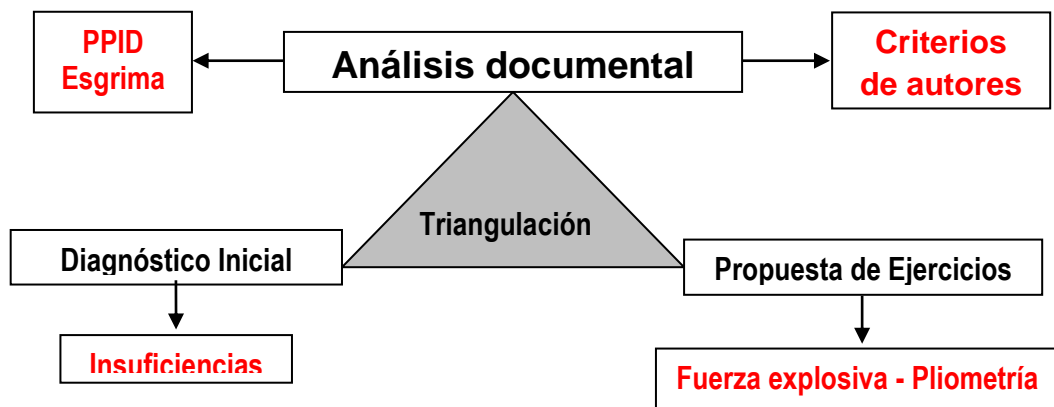 PPID
Esgrima
Análisis documental
Criterios
de autores
Triangulación
Diagnóstico Inicial
Propuesta de Ejercicios
Insuficiencias
Fuerza explosiva - Pliometría